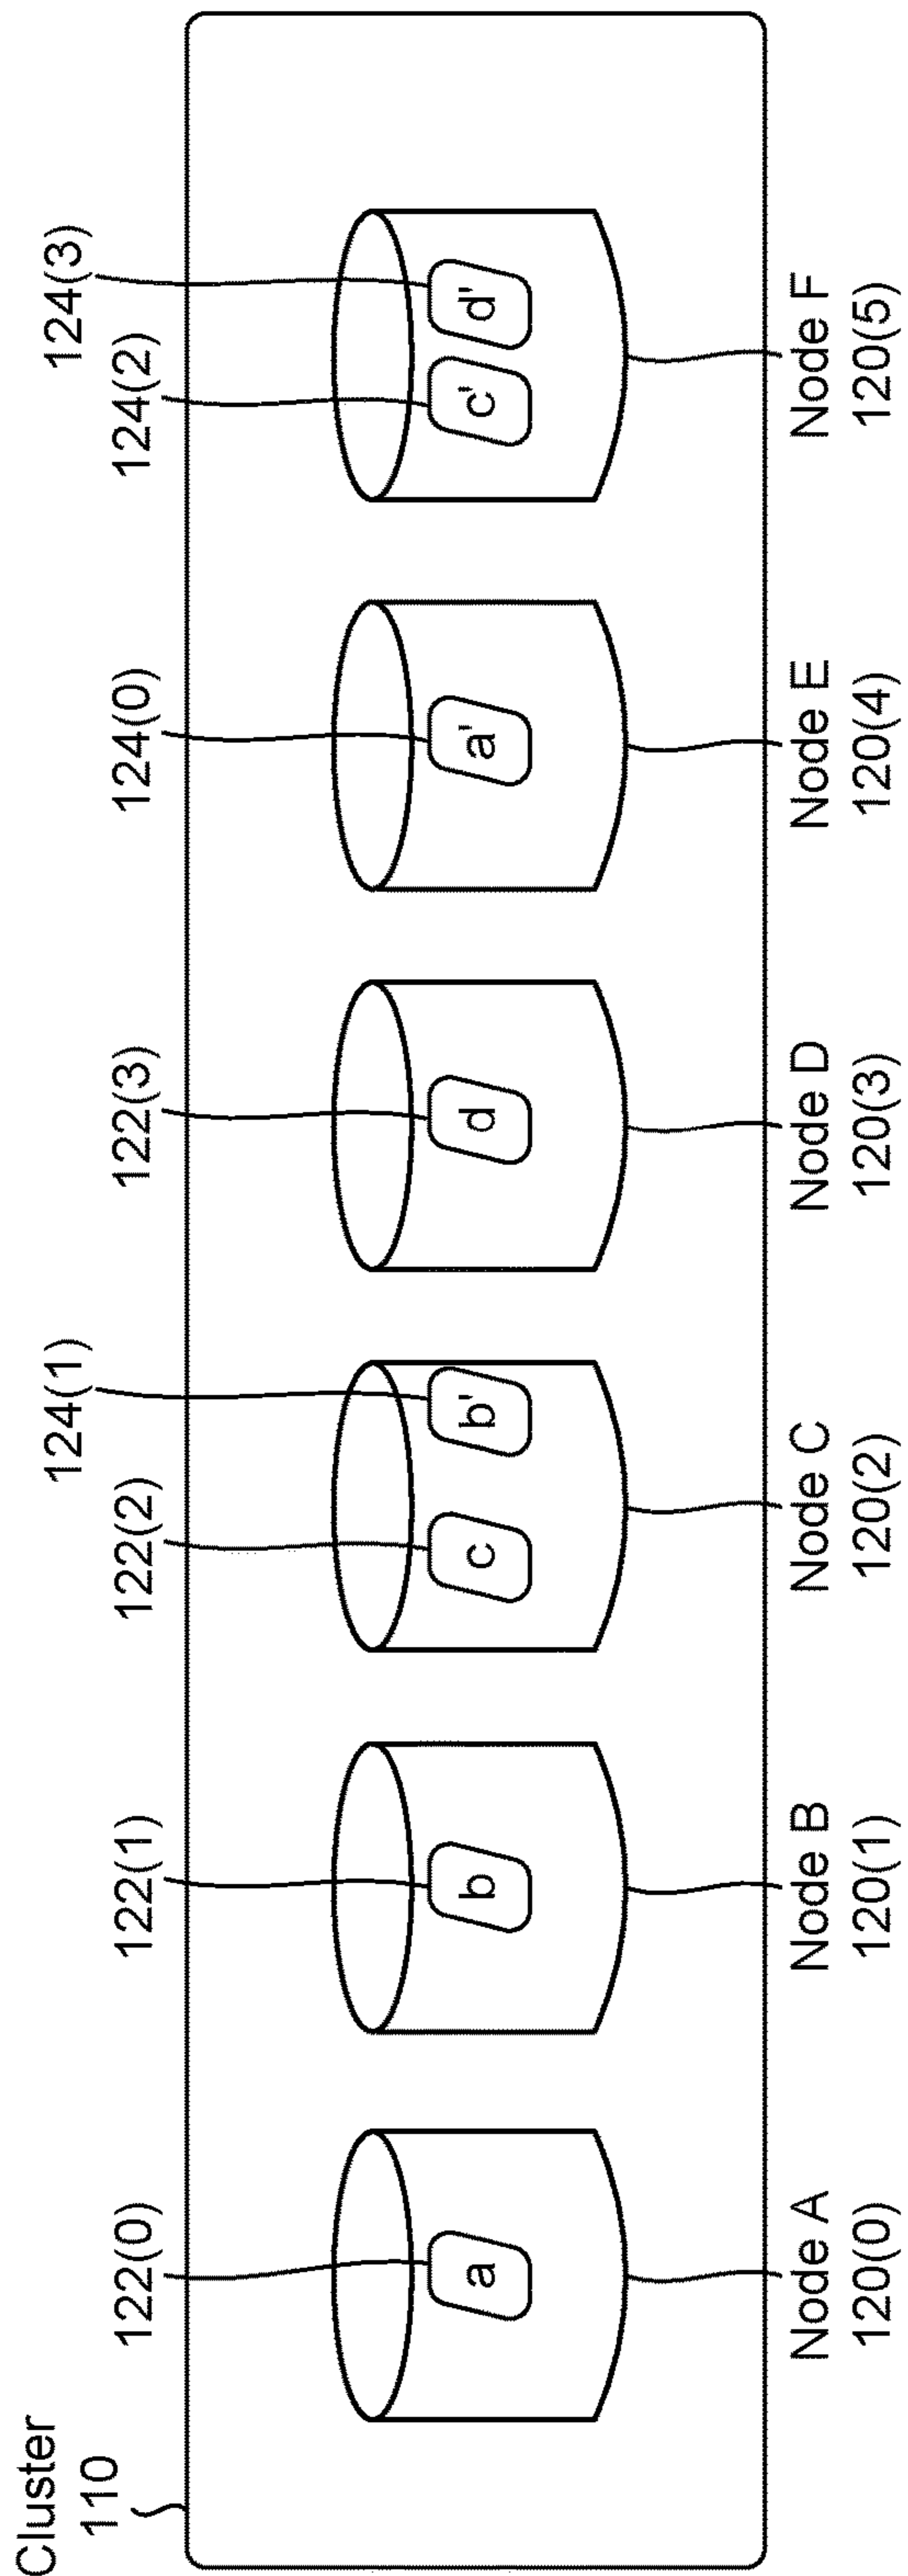 Cluster
110
124(1)
124(3)
122(0)
122(1)
122(2)
122(3)
124(0)
124(2)
a
b
c
b'
d
a'
c'
d'
Node A
120(0)
Node B
120(1)
Node C
120(2)
Node D
120(3)
Node E
120(4)
Node F
120(5)